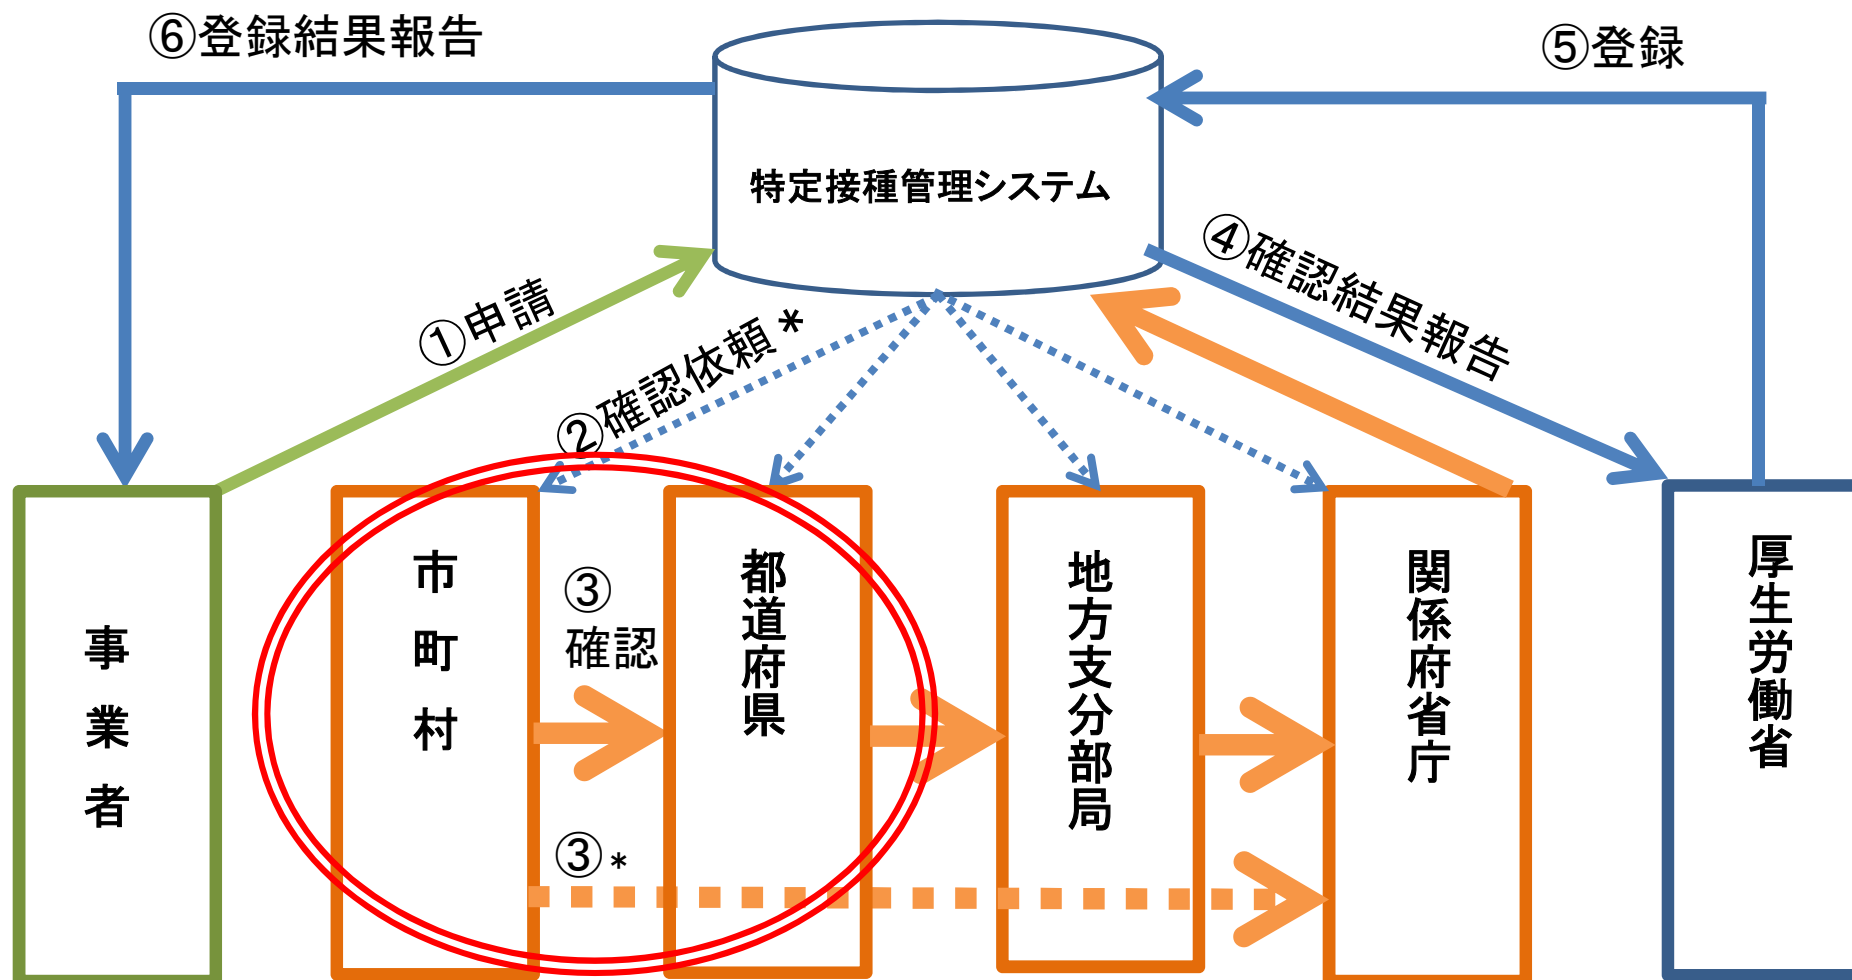 ⑥登録結果報告
⑤登録
特定接種管理システム
④確認結果報告
①申請
②確認依頼*
事業者
市町村
③
確認
都道府県
地方支分部局
関係府省庁
厚生労働省
③*